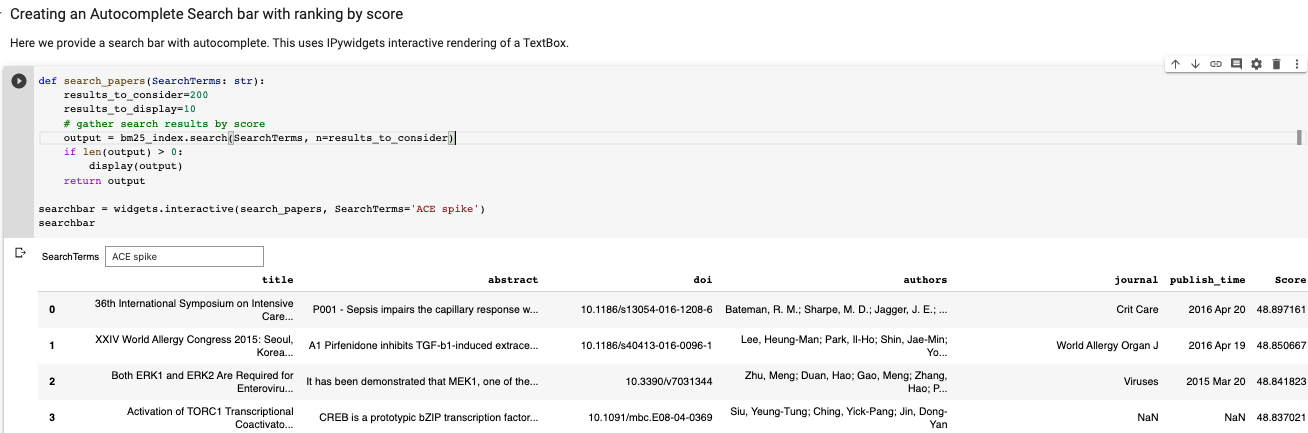 Creating an Autocomplete Search bar with ranking by score
Here we provide a search bar with autocomplete. This uses IPywidgets interactive rendering of a TextBox.
def search_papers(SearchTerms: str):
    results_to_consider=200
    results_to_display=10
    # gather search results by score
    output = bm25_index.search(SearchTerms, n=results_to_consider)
    if len(output) > 0:
        display(output)
    return output
searchbar = widgets.interactive(search_papers, SearchTerms='ACE spike')
searchbar
SearchTerms ACE spike
title abstract doi authors journal publish_time Score
0 36th International Symposium on Intensive Care... P001 - Sepsis impairs the capillary response w... 10.1186/s13054-016-1208-6 Bateman, R. M.; Sharpe, M. D.; Jagger, J. E.; ... Crit Care 2016 Apr 20 48.897161
1 XXIV World Allergy Congress 2015: Seoul, Korea... A1 Pirfenidone inhibits TGF-b1-induced extrace... 10.1186/s40413-016-0096-1 Lee, Heung-Man; Park, Il-Ho; Shin, Jae-Min; Yo... World Allergy Organ J 2016 Apr 19 48.850667
2 Both ERK1 and ERK2 Are Required for Enteroviru... It has been demonstrated that MEK1, one of the... 10.3390/v7031344 Zhu, Meng; Duan, Hao; Gao, Meng; Zhang, Hao; P... Viruses 2015 Mar 20 48.841823
3 Activation of TORC1 Transcriptional Coactivato... CREB is a prototypic bZIP transcription factor... 10.1091/mbc.E08-04-0369 Siu, Yeung-Tung; Ching, Yick-Pang; Jin, Dong-Yan NaN NaN 48.837021